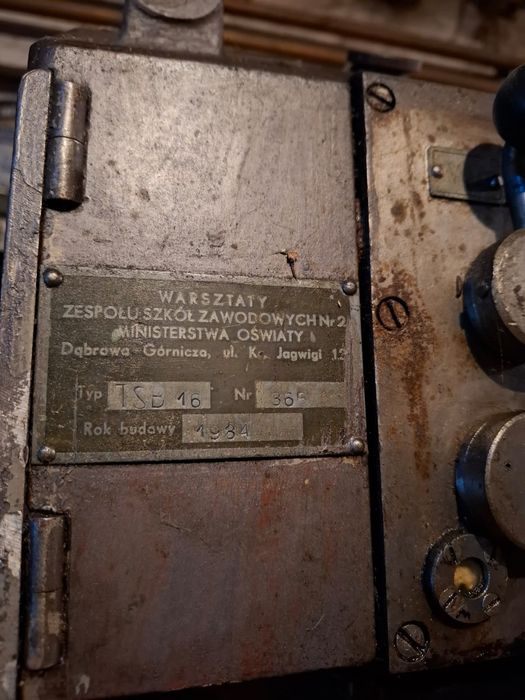 WARSZTATY
ZESPOŁU SZKÓŁ ZAWODOWYCH Nr 2
MINISTERSTWA OŚWIATY
Dąbrowa-Górnicza, ul. Kr. Jagwigi 12
Typ TSB 16 Nr 365
Rok budowy 1984